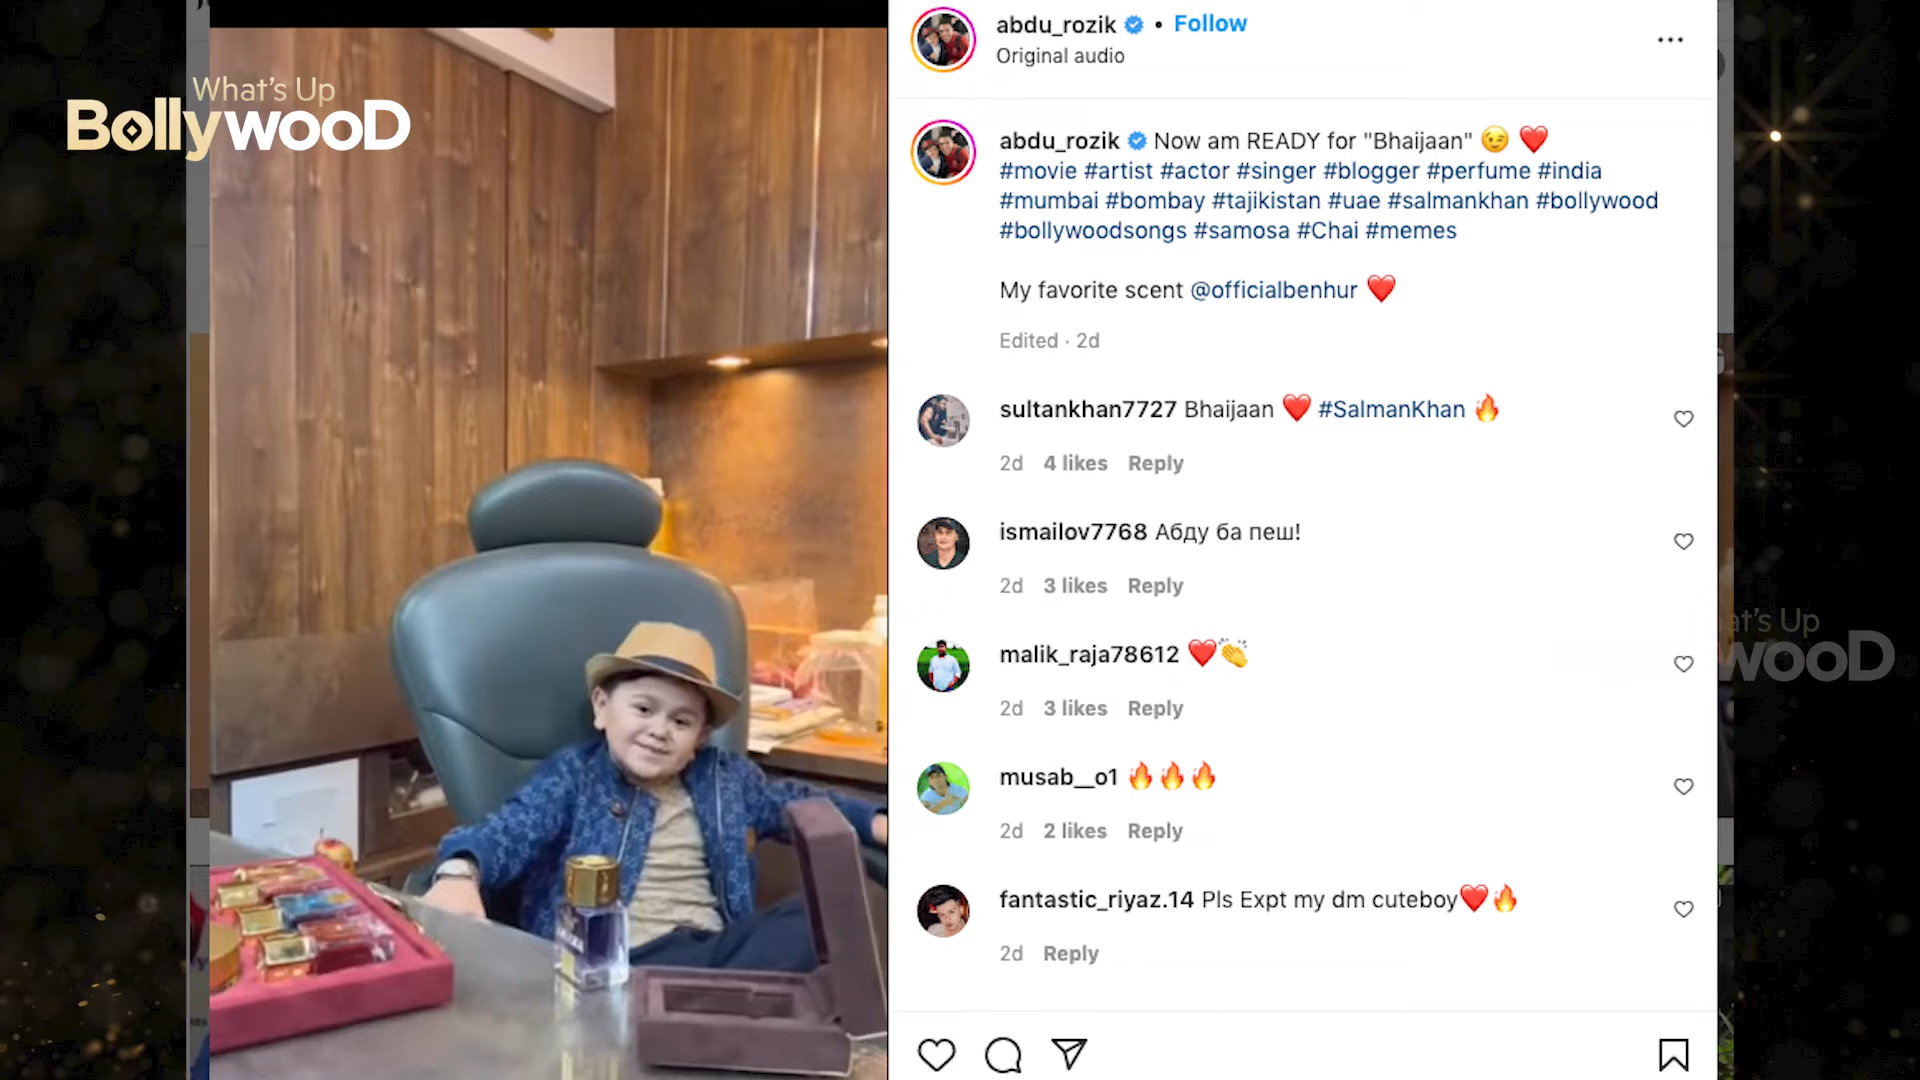 What's Up
BollywooD
abdu_rozik • Follow
Original audio
abdu_rozik Now am READY for "Bhaijaan" 😉 ❤️
#movie #artist #actor #singer #blogger #perfume #india
#mumbai #bombay #tajikistan #uae #salmankhan #bollywood
#bollywoodsongs #samosa #Chai #memes
My favorite scent @officialbenhur ❤️
Edited · 2d
sultankhan7727 Bhaijaan ❤️ #SalmanKhan 🔥
2d 4 likes Reply
ismailov7768 Абду ба пеш!
2d 3 likes Reply
malik_raja78612 ❤️👏
2d 3 likes Reply
musab__o1 🔥🔥🔥
2d 2 likes Reply
fantastic_riyaz.14 Pls Expt my dm cuteboy❤️🔥
2d Reply
at's Up
wooD